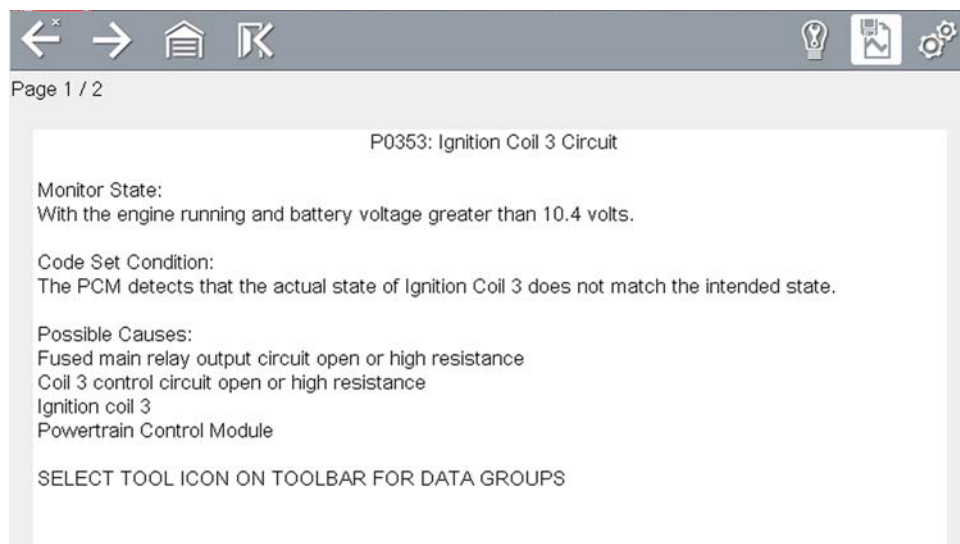 Page 1 / 2
P0353: Ignition Coil 3 Circuit
Monitor State:
With the engine running and battery voltage greater than 10.4 volts.
Code Set Condition:
The PCM detects that the actual state of Ignition Coil 3 does not match the intended state.
Possible Causes:
Fused main relay output circuit open or high resistance
Coil 3 control circuit open or high resistance
Ignition coil 3
Powertrain Control Module
SELECT TOOL ICON ON TOOLBAR FOR DATA GROUPS